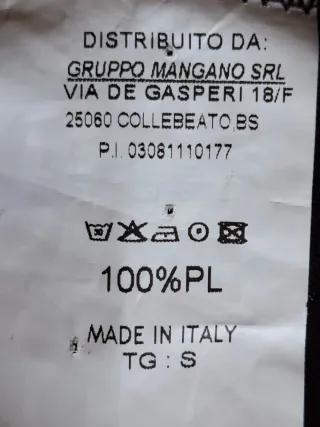 DISTRIBUITO DA:
GRUPPO MANGANO SRL
VIA DE GASPERI 18/F
25060 COLLEBEATO,BS
P.I. 03081110177
100%PL
MADE IN ITALY
TG : S